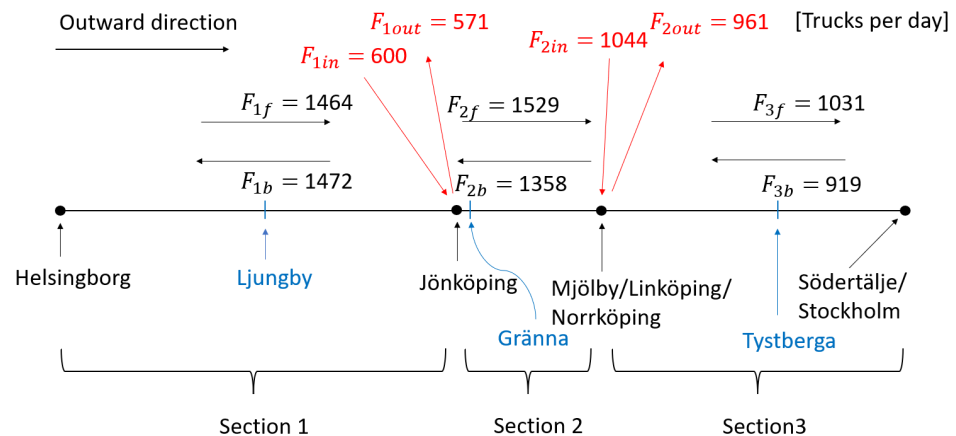 Outward direction
F1out = 571
F1in = 600
F2in = 1044
F2out = 961
[Trucks per day]
F1f = 1464
F2f = 1529
F3f = 1031
F1b = 1472
F2b = 1358
F3b = 919
Helsingborg
Ljungby
Jönköping
Gränna
Mjölby/Linköping/
Norrköping
Tystberga
Södertälje/
Stockholm
Section 1
Section 2
Section3